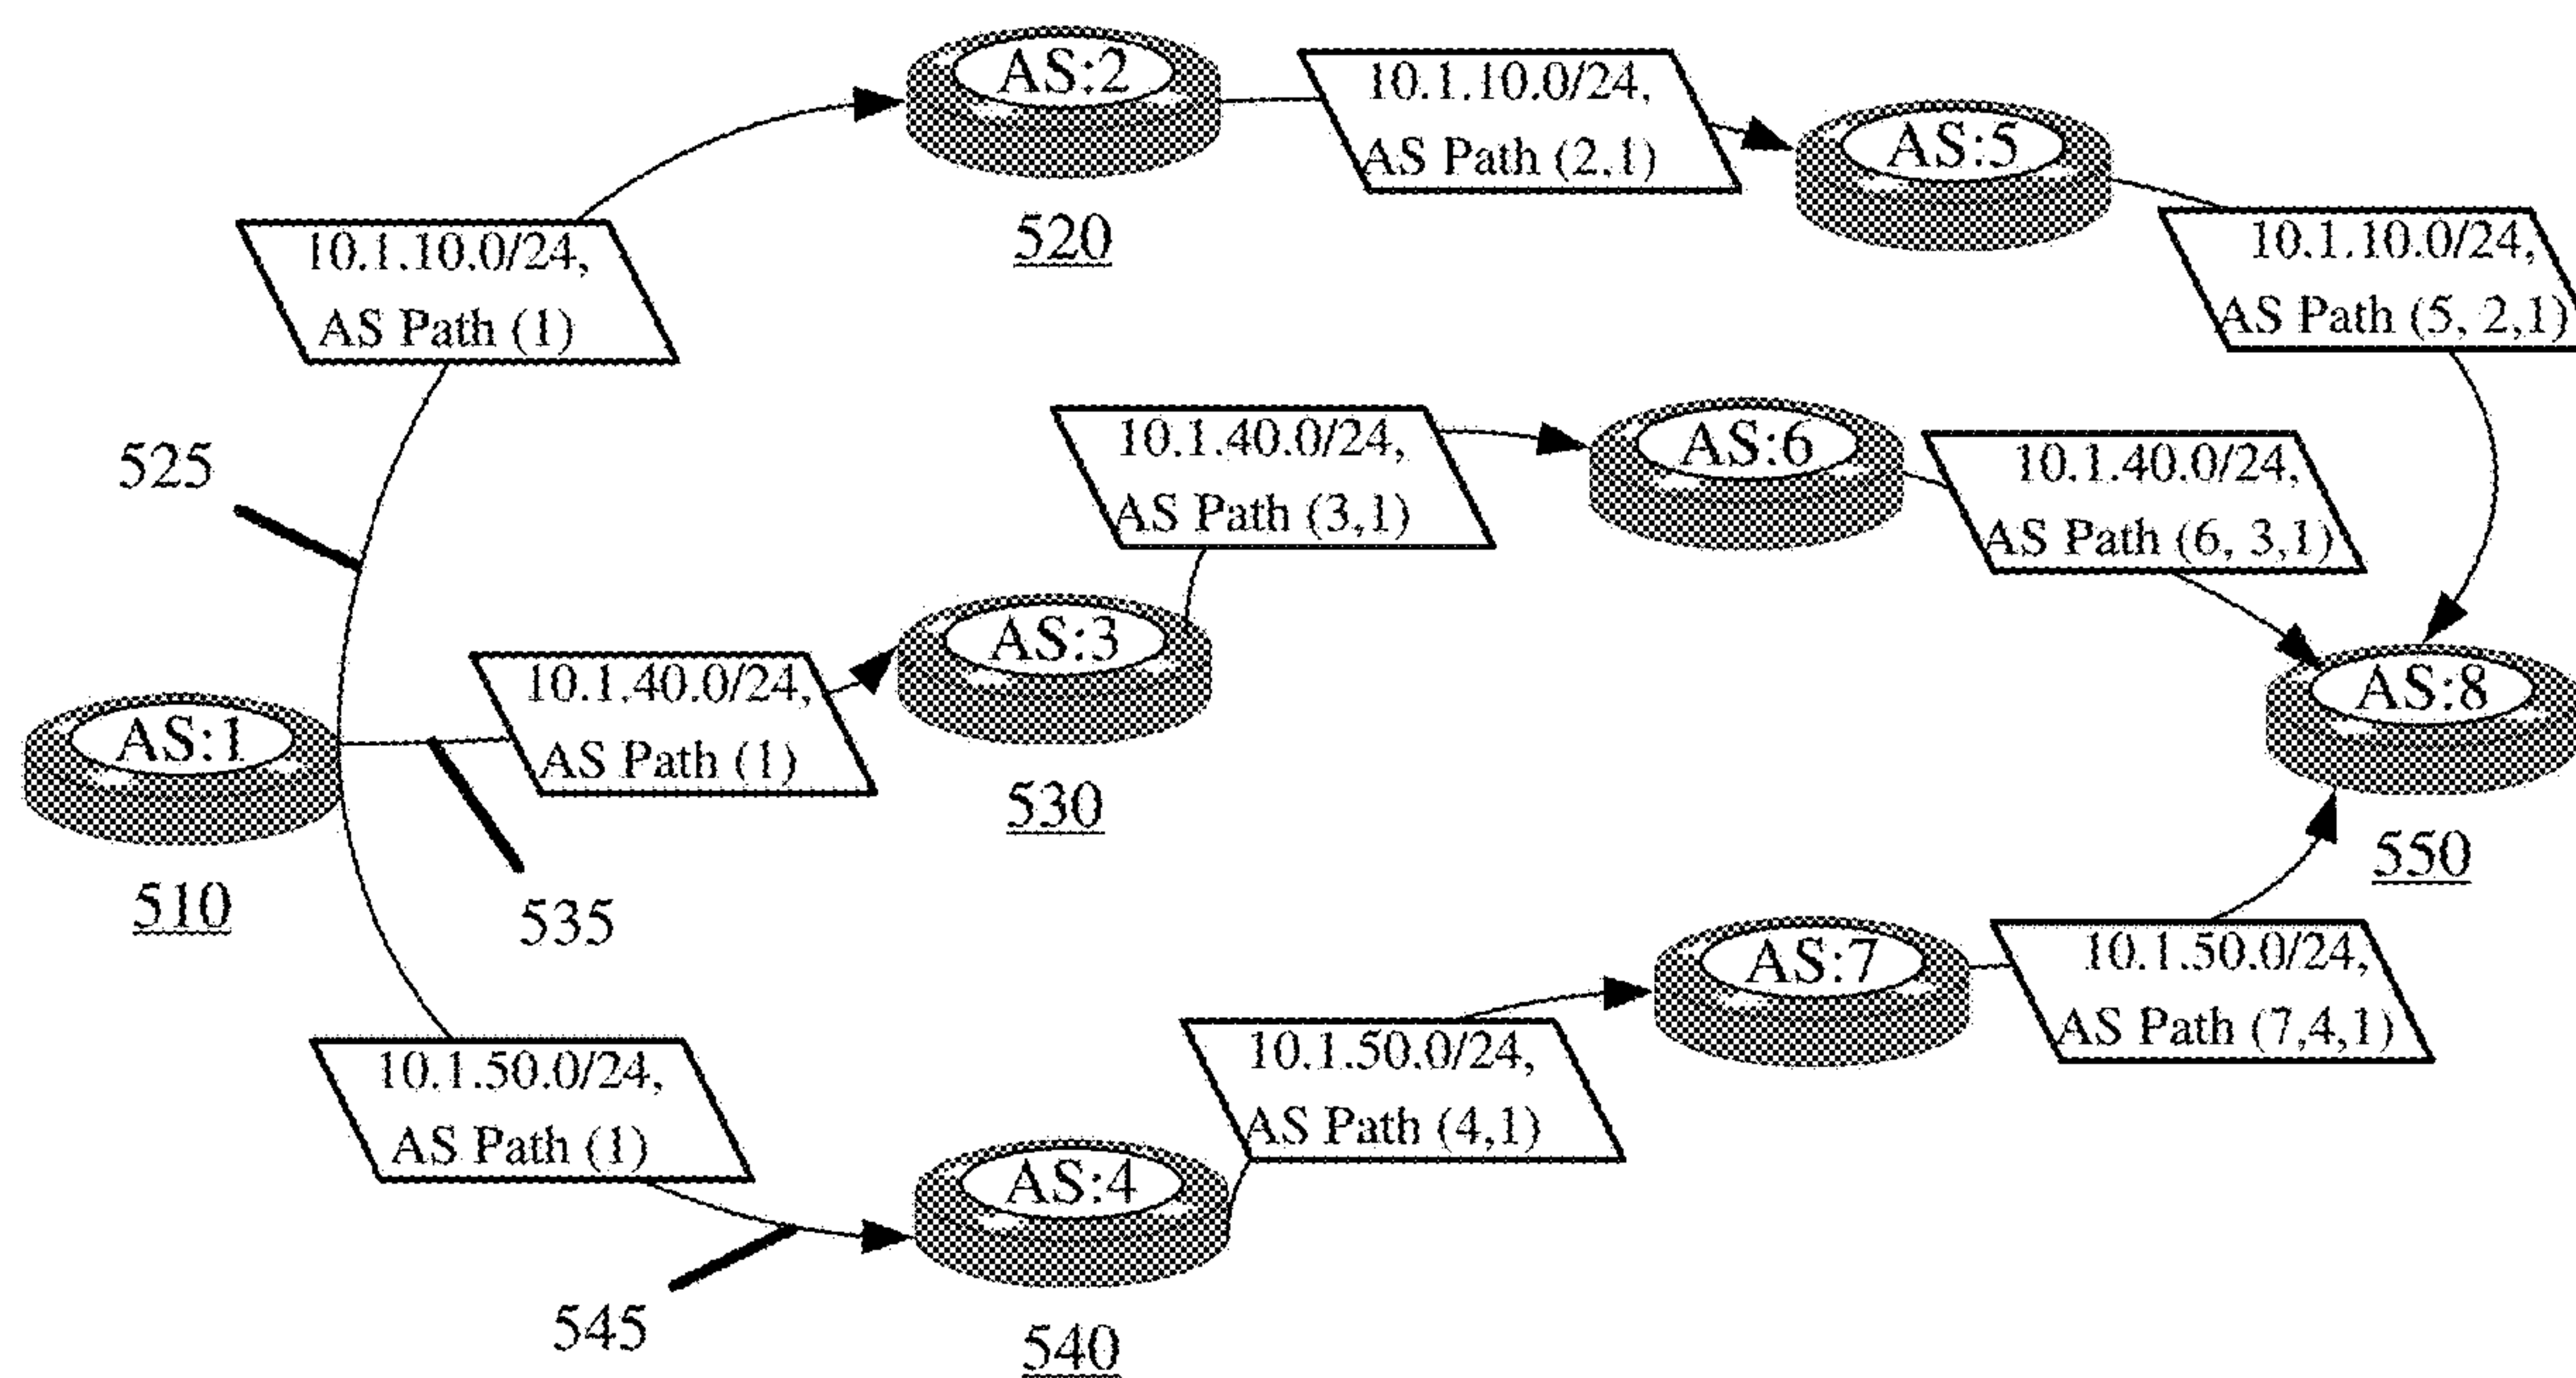 AS:2
10.1.10.0/24,
AS Path (2,1)
AS:5
520
10.1.10.0/24,
AS Path (1)
10.1.10.0/24,
AS Path (5, 2,1)
525
10.1.40.0/24,
AS Path (3,1)
AS:6
10.1.40.0/24,
AS Path (6, 3,1)
AS:1
510
10.1.40.0/24,
AS Path (1)
535
AS:3
530
AS:8
550
10.1.50.0/24,
AS Path (1)
545
AS:4
540
10.1.50.0/24,
AS Path (4,1)
AS:7
10.1.50.0/24,
AS Path (7,4,1)